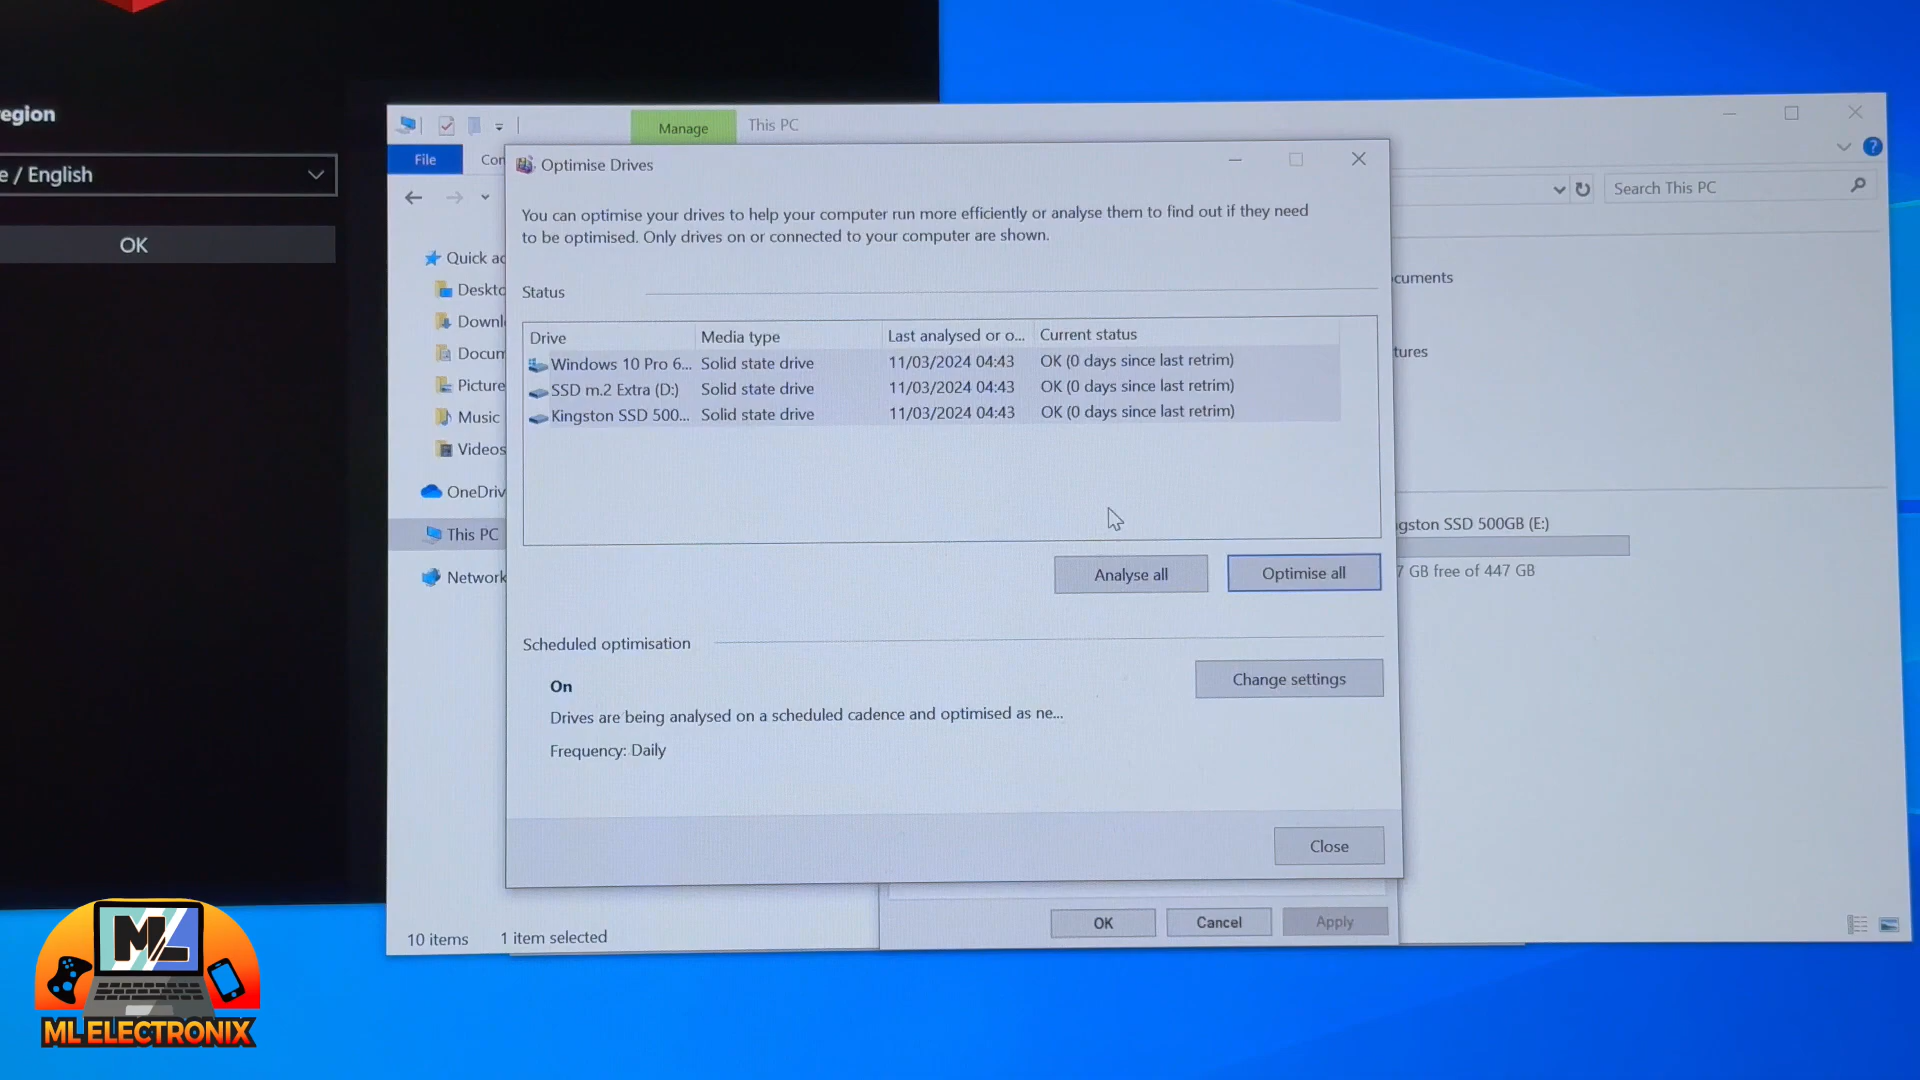 egion
e / English
OK
Manage
This PC
File
Con
Search This PC
Quick ac
Deskto
Downl
Docum
Picture
Music
Videos
OneDriv
This PC
Network
Optimise Drives
You can optimise your drives to help your computer run more efficiently or analyse them to find out if they need
to be optimised. Only drives on or connected to your computer are shown.
Status
Drive Media type Last analysed or o... Current status
Windows 10 Pro 6... Solid state drive 11/03/2024 04:43 OK (0 days since last retrim)
SSD m.2 Extra (D:) Solid state drive 11/03/2024 04:43 OK (0 days since last retrim)
Kingston SSD 500... Solid state drive 11/03/2024 04:43 OK (0 days since last retrim)
Analyse all
Optimise all
Scheduled optimisation
On
Drives are being analysed on a scheduled cadence and optimised as ne...
Frequency: Daily
Change settings
Close
cuments
tures
gston SSD 500GB (E:)
7 GB free of 447 GB
OK
Cancel
Apply
10 items 1 item selected
ML
ML ELECTRONIX